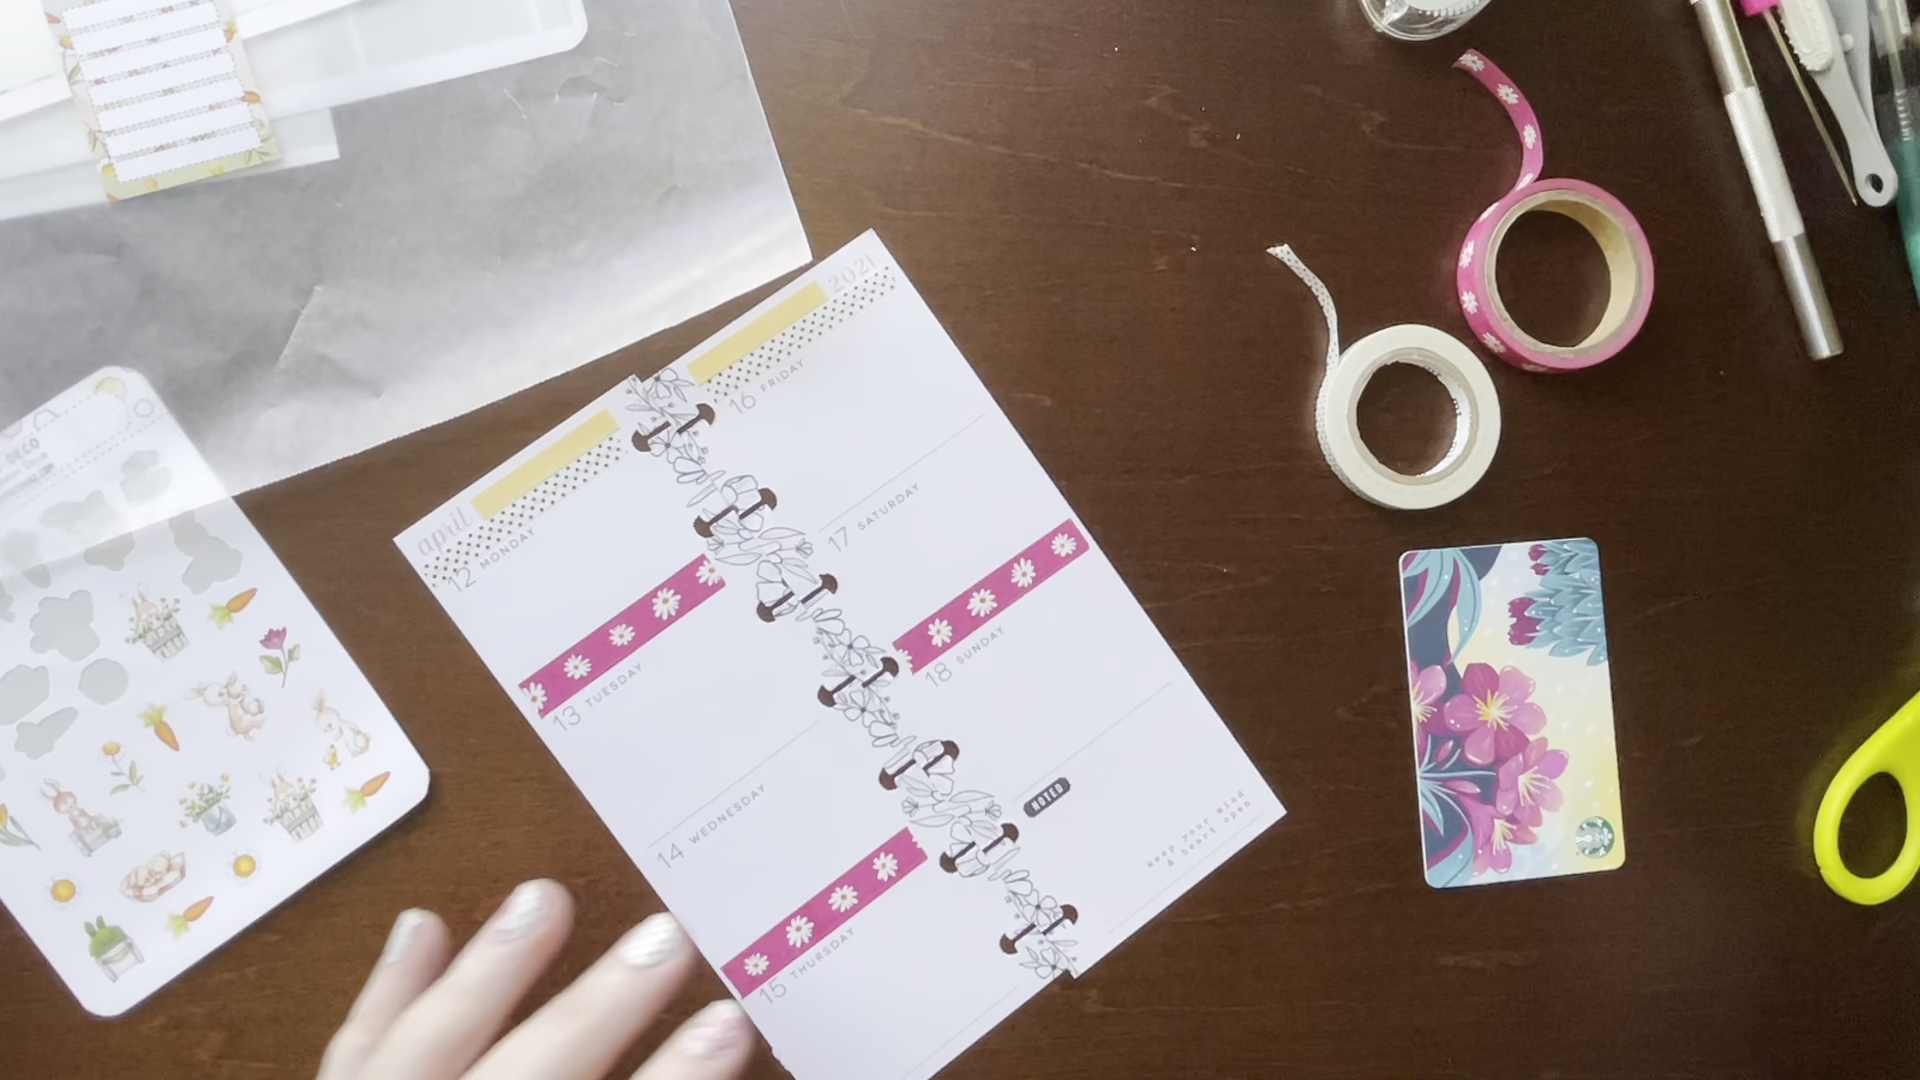 DECO
april
2021
12 MONDAY
13 TUESDAY
14 WEDNESDAY
15 THURSDAY
16 FRIDAY
17 SATURDAY
18 SUNDAY
NOTED
keep your mind
& heart open